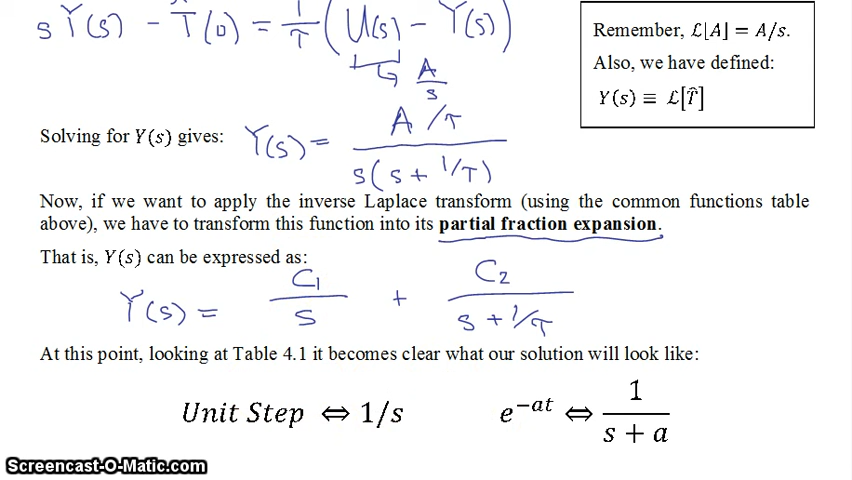 s Y(s) - T̂(0) = 1/τ ( U(s) - Y(s) )
A/s
Remember, ℒ[A] = A/s.
Also, we have defined:
Y(s) ≡ ℒ[T̂]
Solving for Y(s) gives: Y(s) = (A/τ) / (s(s + 1/τ))
Now, if we want to apply the inverse Laplace transform (using the common functions table
above), we have to transform this function into its partial fraction expansion.
That is, Y(s) can be expressed as:
Y(s) = C₁/s + C₂/(s + 1/τ)
At this point, looking at Table 4.1 it becomes clear what our solution will look like:
Unit Step ⇔ 1/s e^{-at} ⇔ 1/(s + a)
Screencast-O-Matic.com